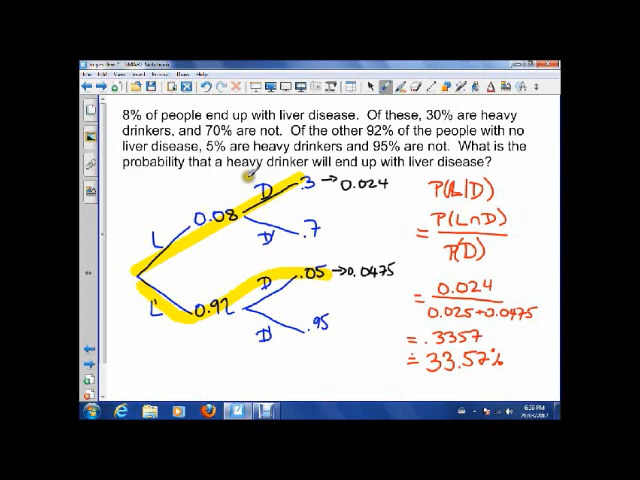 8% of people end up with liver disease. Of these, 30% are heavy
drinkers, and 70% are not. Of the other 92% of the people with no
liver disease, 5% are heavy drinkers and 95% are not. What is the
probability that a heavy drinker will end up with liver disease?
D .3 → 0.024
L 0.08
D' .7
D .05 → 0.0475
L' 0.92
D' .95
P(L|D)
= P(L∩D)
P(D)
= 0.024
0.025+0.0475
= .3357
≐ 33.57%
6:56 PM